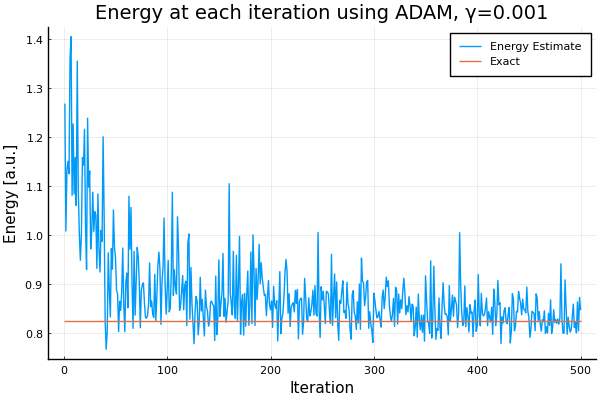 Energy at each iteration using ADAM, γ=0.001
Energy Estimate
Exact
Energy [a.u.]
1.4
1.3
1.2
1.1
1.0
0.9
0.8
0 100 200 300 400 500
Iteration